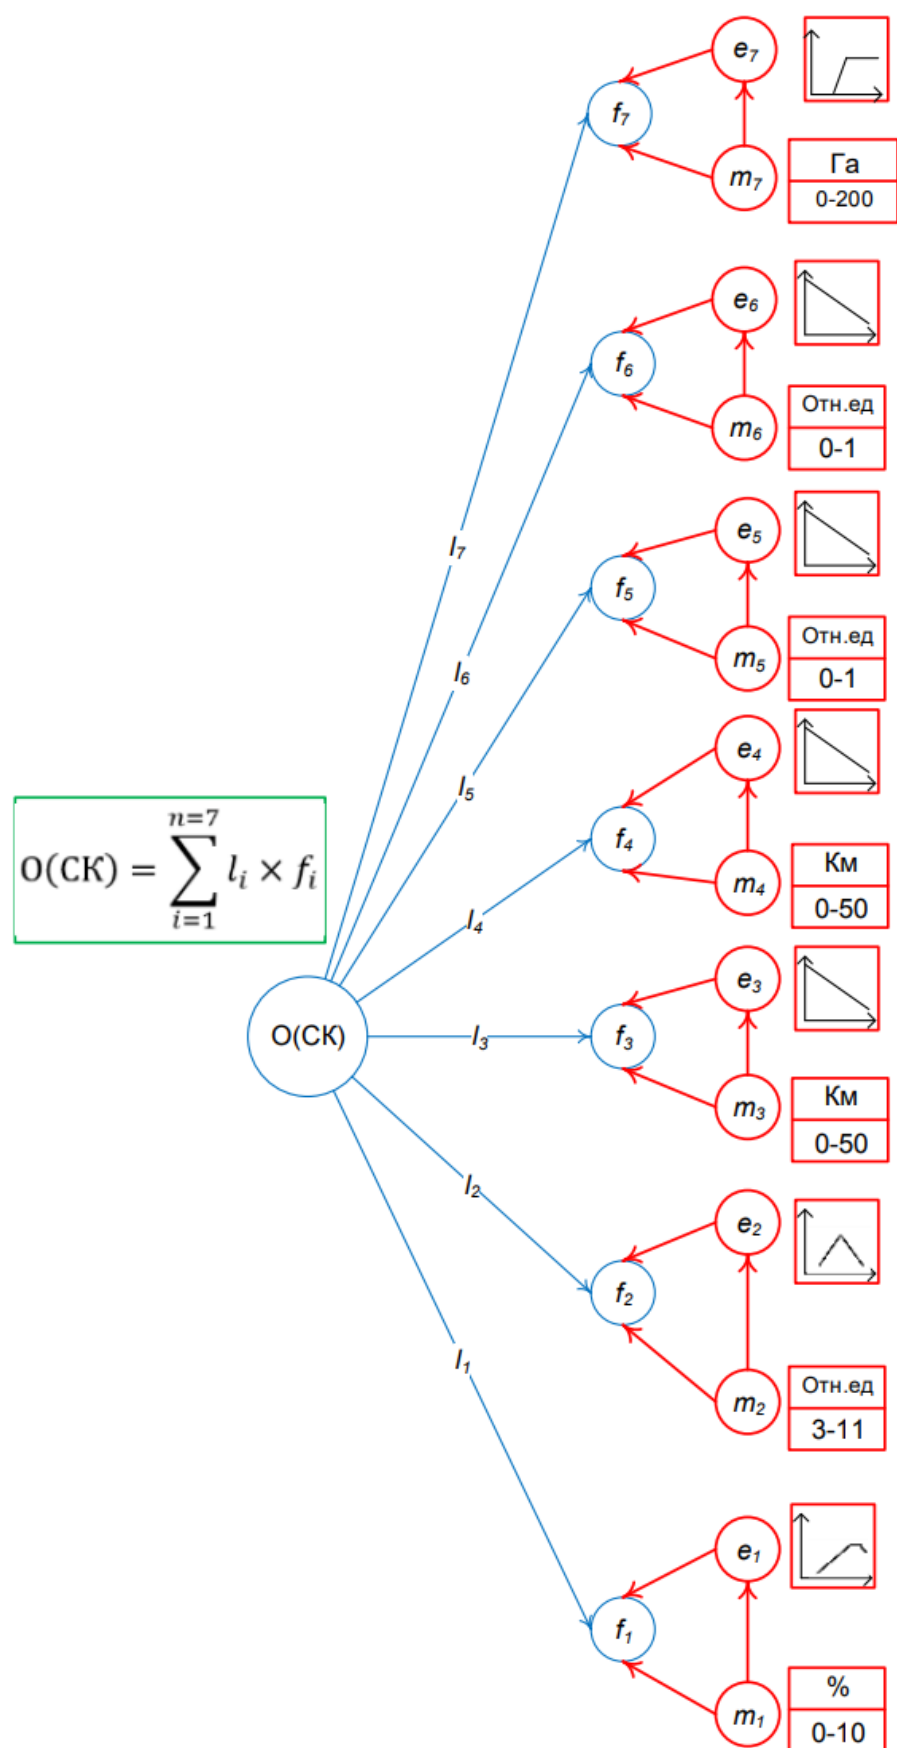 e7
f7
m7
Га
0-200
e6
f6
m6
Отн.ед
0-1
l7
e5
f5
l6
m5
Отн.ед
0-1
e4
l5
f4
n=7
О(СК) = ∑ li × fi
i=1
m4
Км
0-50
l4
e3
О(СК)
l3
f3
m3
Км
0-50
l2
e2
f2
l1
m2
Отн.ед
3-11
e1
f1
m1
%
0-10